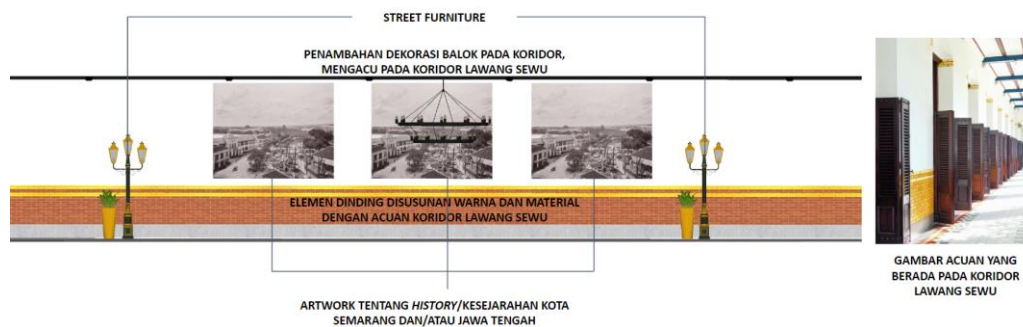 STREET FURNITURE
PENAMBAHAN DEKORASI BALOK PADA KORIDOR,
MENGACU PADA KORIDOR LAWANG SEWU
ELEMEN DINDING DISUSUNAN WARNA DAN MATERIAL
DENGAN ACUAN KORIDOR LAWANG SEWU
ARTWORK TENTANG HISTORY/KESEJARAHAN KOTA
SEMARANG DAN/ATAU JAWA TENGAH
GAMBAR ACUAN YANG
BERADA PADA KORIDOR
LAWANG SEWU